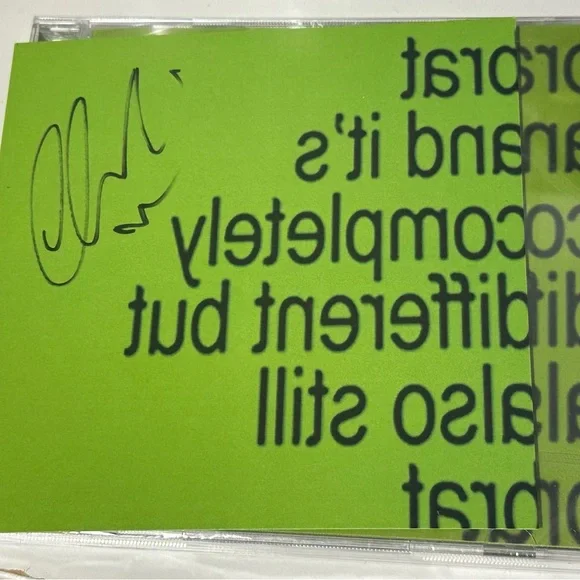 brat
and it's
completely
different but
also still
brat